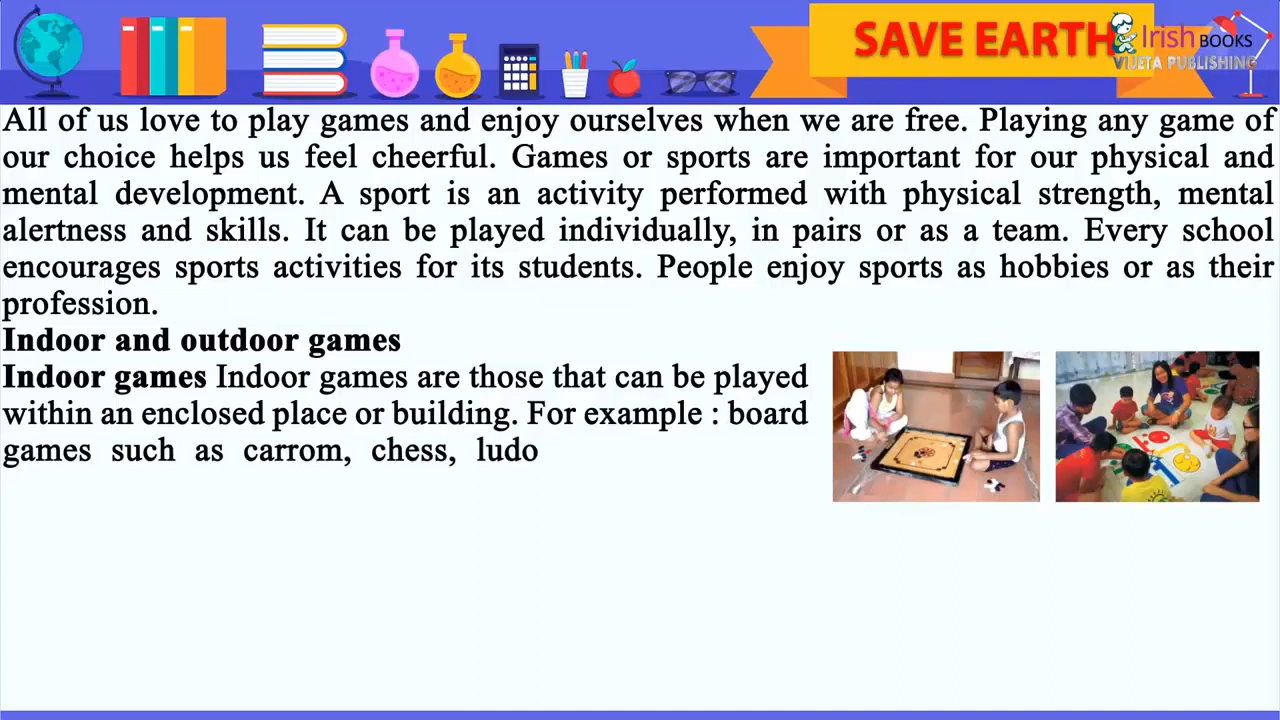 SAVE EARTH
Irish BOOKS
VIJETA PUBLISHING
All of us love to play games and enjoy ourselves when we are free. Playing any game of
our choice helps us feel cheerful. Games or sports are important for our physical and
mental development. A sport is an activity performed with physical strength, mental
alertness and skills. It can be played individually, in pairs or as a team. Every school
encourages sports activities for its students. People enjoy sports as hobbies or as their
profession.
Indoor and outdoor games
Indoor games Indoor games are those that can be played
within an enclosed place or building. For example : board
games such as carrom, chess, ludo